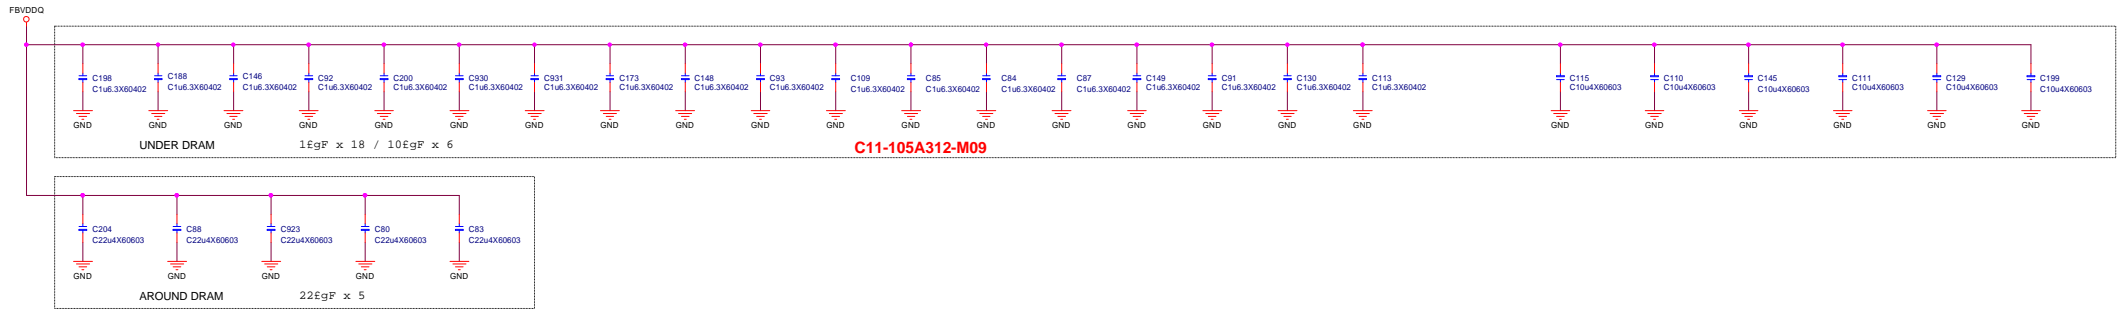 FBVDDQ
C198
C1u6.3X60402
C188
C1u6.3X60402
C146
C1u6.3X60402
C92
C1u6.3X60402
C200
C1u6.3X60402
C930
C1u6.3X60402
C931
C1u6.3X60402
C173
C1u6.3X60402
C148
C1u6.3X60402
C93
C1u6.3X60402
C109
C1u6.3X60402
C85
C1u6.3X60402
C84
C1u6.3X60402
C87
C1u6.3X60402
C149
C1u6.3X60402
C91
C1u6.3X60402
C130
C1u6.3X60402
C113
C1u6.3X60402
C115
C10u4X60603
C110
C10u4X60603
C145
C10u4X60603
C111
C10u4X60603
C129
C10u4X60603
C199
C10u4X60603
GND GND GND GND GND GND GND GND GND GND GND GND GND GND GND GND GND GND GND GND GND GND GND GND
UNDER DRAM 1£gF x 18 / 10£gF x 6 C11-105A312-M09
C204
C22u4X60603
C88
C22u4X60603
C923
C22u4X60603
C80
C22u4X60603
C83
C22u4X60603
GND GND GND GND GND
AROUND DRAM 22£gF x 5